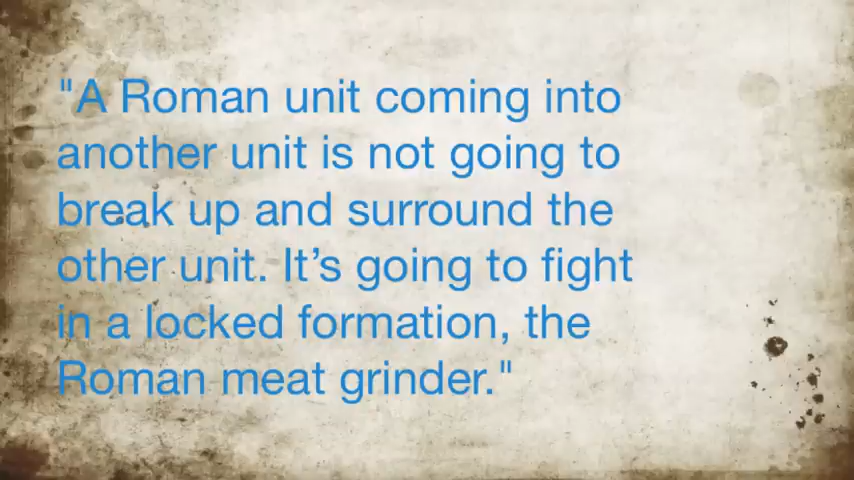 "A Roman unit coming into
another unit is not going to
break up and surround the
other unit. It’s going to fight
in a locked formation, the
Roman meat grinder."